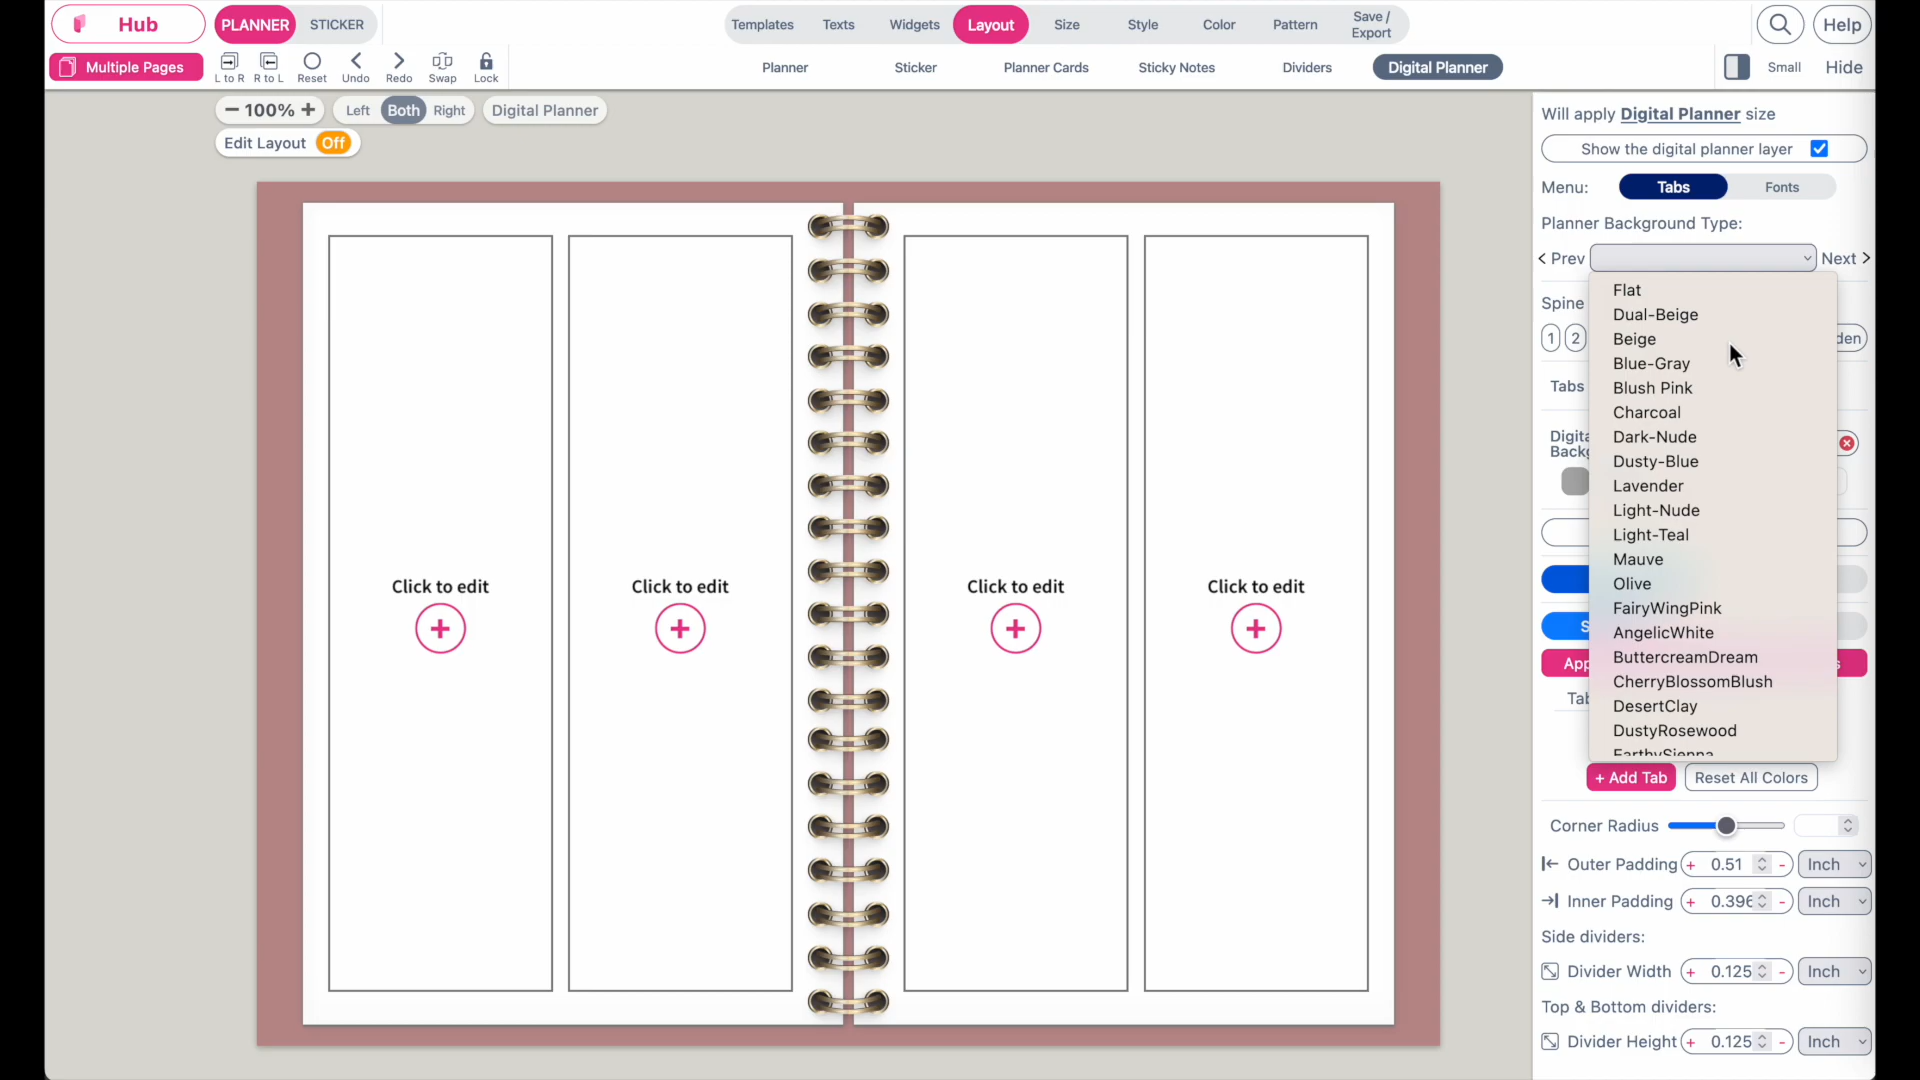 Hub
PLANNER STICKER
Templates Texts Widgets Layout Size Style Color Pattern Save / Export
Help
Multiple Pages
L to R R to L Reset Undo Redo Swap Lock
Planner Sticker Planner Cards Sticky Notes Dividers Digital Planner
Small Hide
100% Left Both Right Digital Planner
Edit Layout Off
Will apply Digital Planner size
Show the digital planner layer
Menu: Tabs Fonts
Planner Background Type:
< Prev Next >
Flat
Dual-Beige
Spine
Beige
1 2
Blue-Gray
Blush Pink
Tabs
Charcoal
Dark-Nude
Dusty-Blue
Lavender
Light-Nude
Light-Teal
Mauve
Olive
FairyWingPink
AngelicWhite
ButtercreamDream
CherryBlossomBlush
DesertClay
DustyRosewood
EarthySienna
Click to edit
Click to edit
Click to edit
Click to edit
+ Add Tab Reset All Colors
Corner Radius
Outer Padding + 0.51 - Inch
Inner Padding + 0.396 - Inch
Side dividers:
Divider Width + 0.125 - Inch
Top & Bottom dividers:
Divider Height + 0.125 - Inch